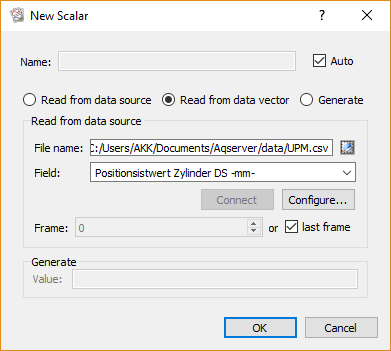 New Scalar
Name:
Auto
Read from data source
Read from data vector
Generate
Read from data source
File name: C:/Users/AKK/Documents/Aqserver/data/UPM.csv
Field: Positionsistwert Zylinder DS -mm-
Connect
Configure...
Frame: 0 or last frame
Generate
Value:
OK
Cancel